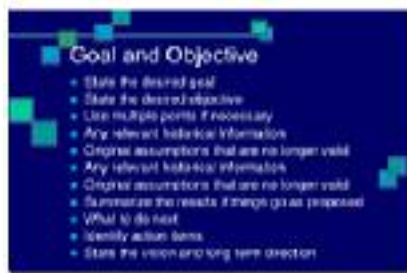 Goal and Objective
State the desired goal
State the desired objective
Use multiple points if necessary
Any relevant historical information
Original assumptions that are no longer valid
Any relevant historical information
Original assumptions that are no longer valid
Summarize the results if things go as proposed
What to do next
Identify action items
State the vision and long term direction